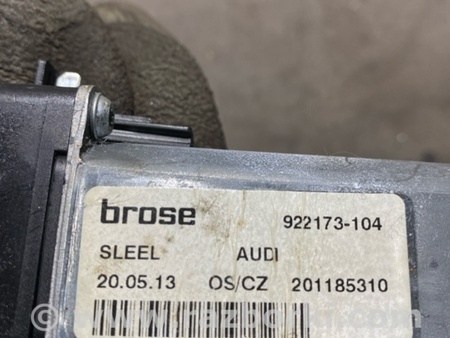 brose 922173-104
SLEEL AUDI
20.05.13 OS/CZ 201185310